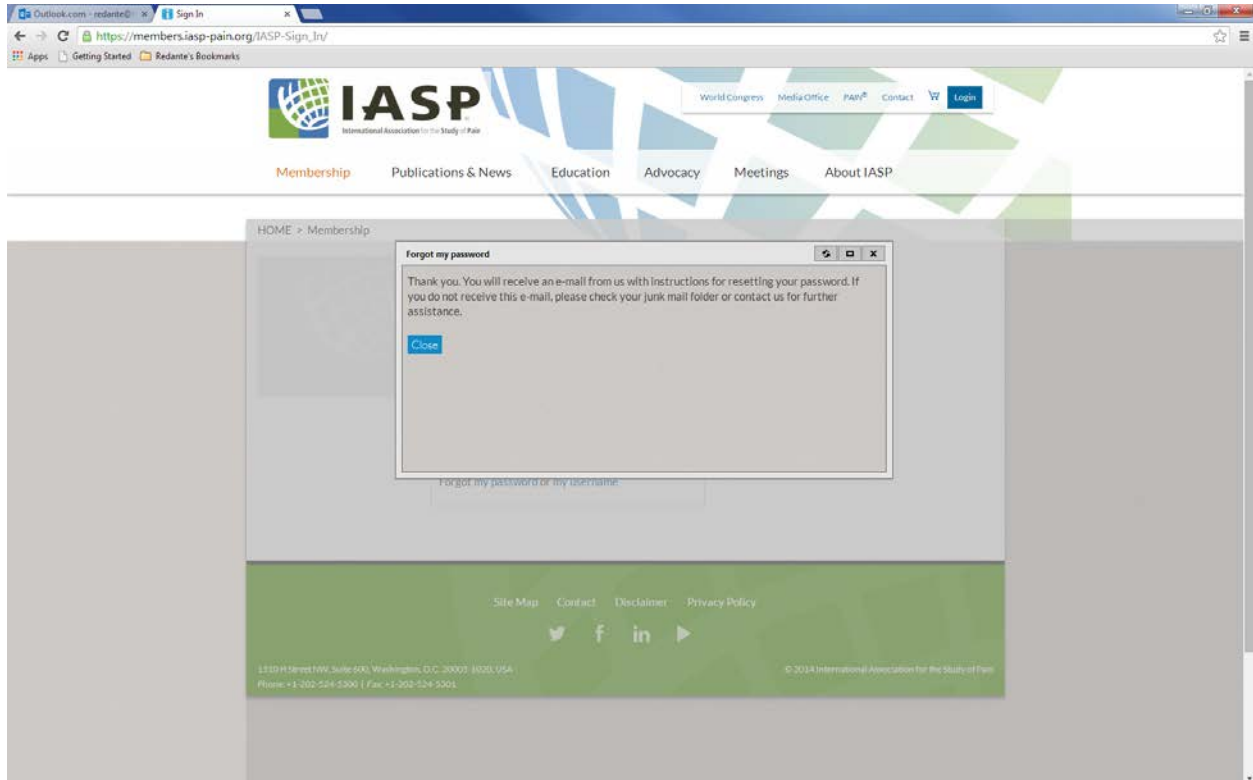 Outlook.com - redante@
Sign In
https://members.iasp-pain.org/IASP-Sign_In/
Apps Getting Started Redante's Bookmarks
IASP
International Association for the Study of Pain
World Congress Media Office PAIN® Contact Login
Membership Publications & News Education Advocacy Meetings About IASP
HOME > Membership
Forgot my password
Thank you. You will receive an e-mail from us with instructions for resetting your password. If
you do not receive this e-mail, please check your junk mail folder or contact us for further
assistance.
Close
Forgot my password or my username
Site Map Contact Disclaimer Privacy Policy
Street NW, Suite 600, Washington, D.C. USA
© 2014 International Association for the Study of Pain
Phone: +1-202-524-5300 | Fax: +1-202-524-5301